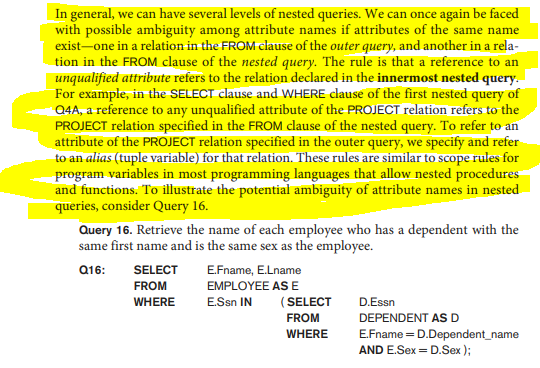 In general, we can have several levels of nested queries. We can once again be faced
with possible ambiguity among attribute names if attributes of the same name
exist—one in a relation in the FROM clause of the outer query, and another in a rela-
tion in the FROM clause of the nested query. The rule is that a reference to an
unqualified attribute refers to the relation declared in the innermost nested query.
For example, in the SELECT clause and WHERE clause of the first nested query of
Q4A, a reference to any unqualified attribute of the PROJECT relation refers to the
PROJECT relation specified in the FROM clause of the nested query. To refer to an
attribute of the PROJECT relation specified in the outer query, we specify and refer
to an alias (tuple variable) for that relation. These rules are similar to scope rules for
program variables in most programming languages that allow nested procedures
and functions. To illustrate the potential ambiguity of attribute names in nested
queries, consider Query 16.
Query 16. Retrieve the name of each employee who has a dependent with the
same first name and is the same sex as the employee.
Q16: SELECT E.Fname, E.Lname
FROM EMPLOYEE AS E
WHERE E.Ssn IN ( SELECT D.Essn
FROM DEPENDENT AS D
WHERE E.Fname = D.Dependent_name
AND E.Sex = D.Sex );